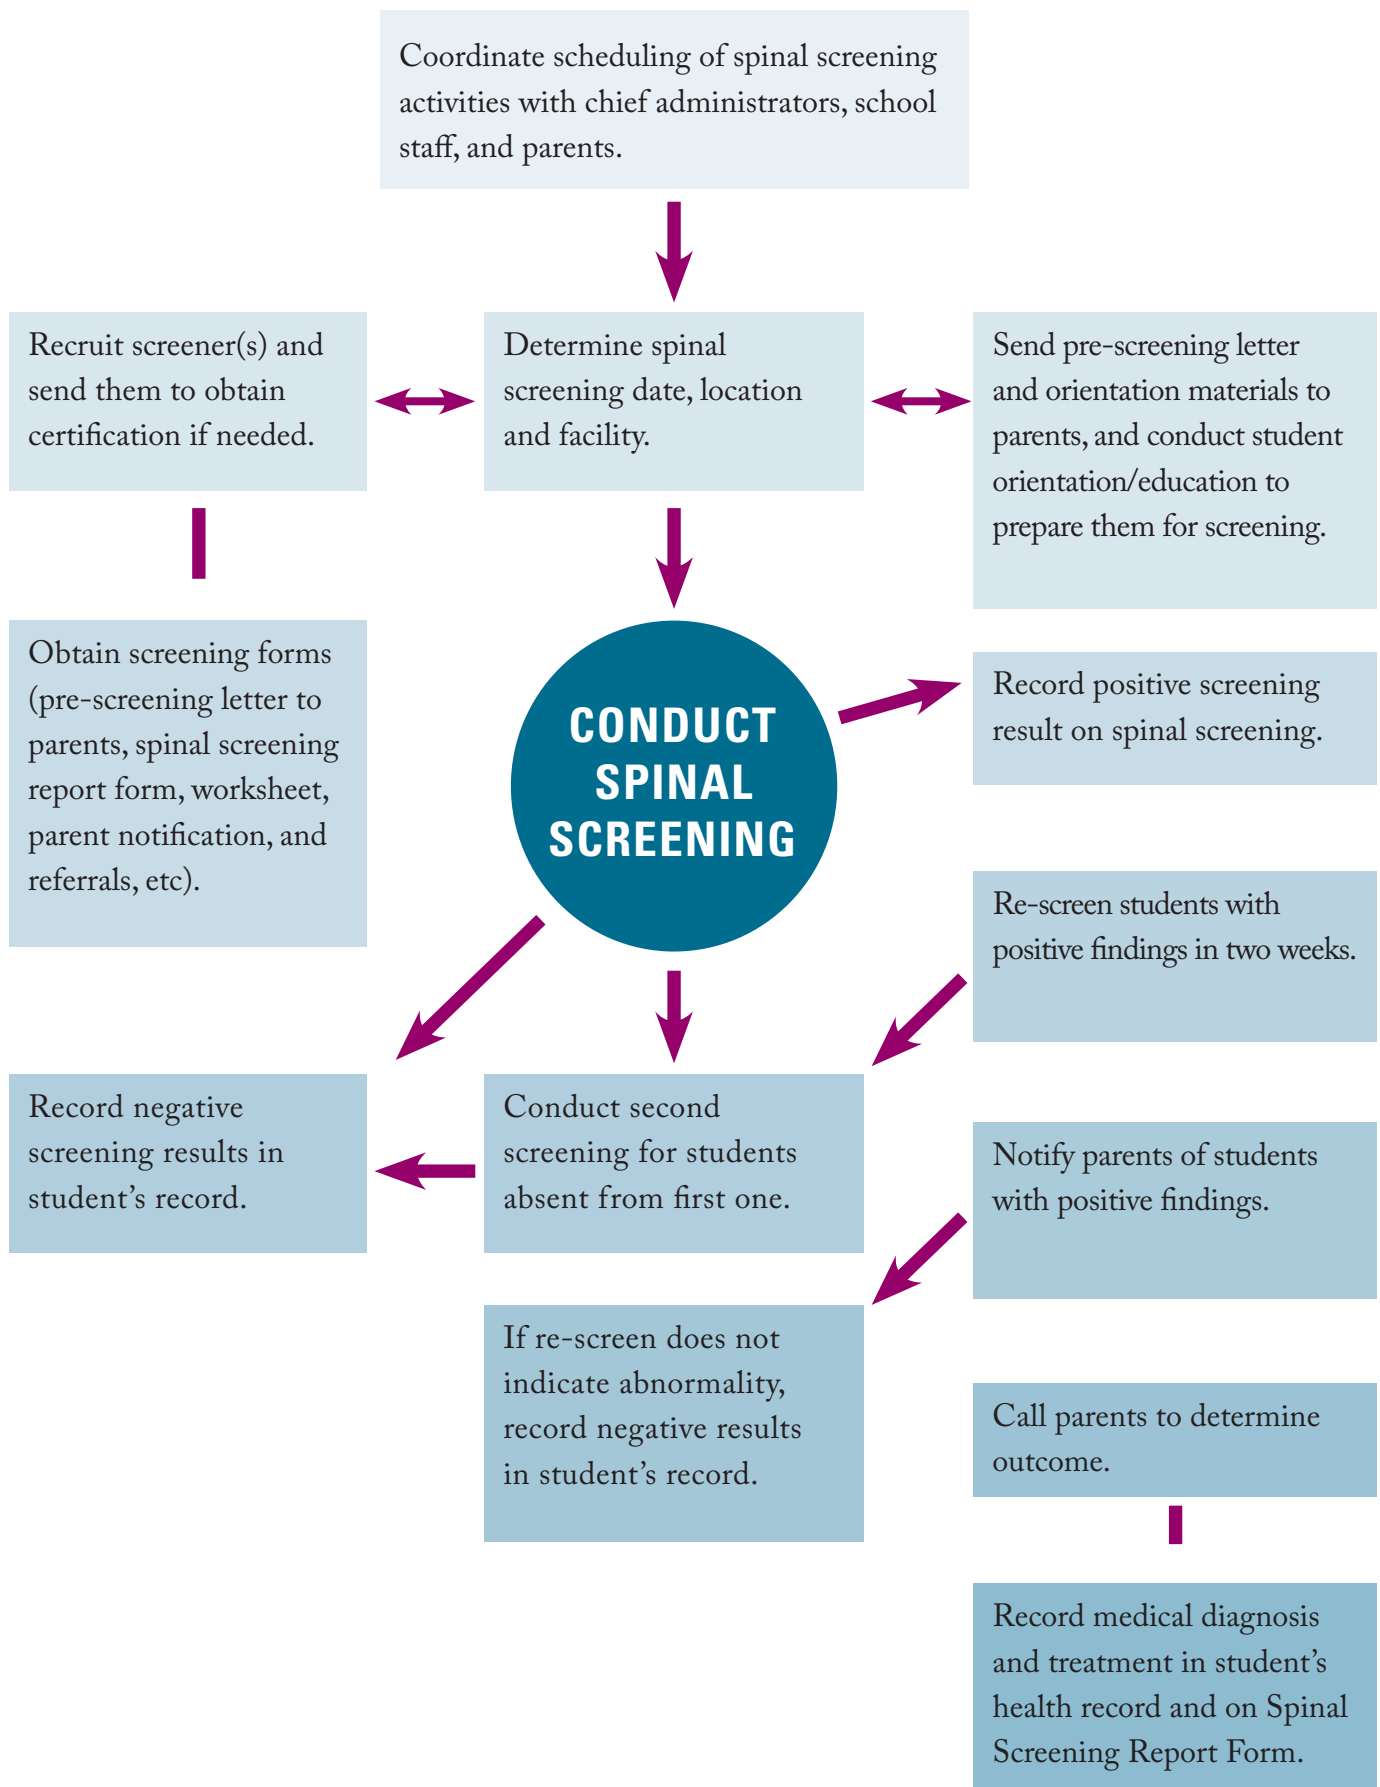 Coordinate scheduling of spinal screening
activities with chief administrators, school
staff, and parents.
Recruit screener(s) and
send them to obtain
certification if needed.
Determine spinal
screening date, location
and facility.
Send pre-screening letter
and orientation materials to
parents, and conduct student
orientation/education to
prepare them for screening.
Obtain screening forms
(pre-screening letter to
parents, spinal screening
report form, worksheet,
parent notification, and
referrals, etc).
CONDUCT
SPINAL
SCREENING
Record positive screening
result on spinal screening.
Re-screen students with
positive findings in two weeks.
Record negative
screening results in
student’s record.
Conduct second
screening for students
absent from first one.
Notify parents of students
with positive findings.
If re-screen does not
indicate abnormality,
record negative results
in student’s record.
Call parents to determine
outcome.
Record medical diagnosis
and treatment in student’s
health record and on Spinal
Screening Report Form.